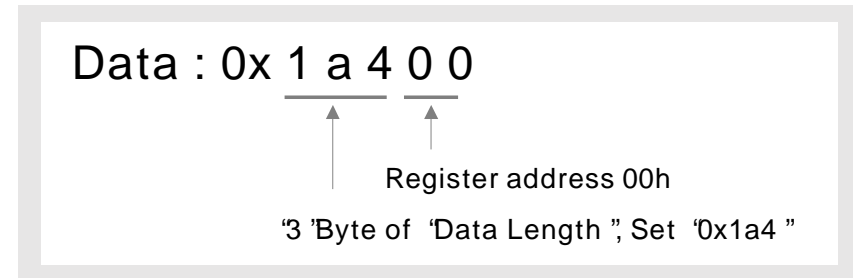 Data : 0x 1 a 4 0 0
Register address 00h
“3 ”Byte of “Data Length ”, Set “0x1a4 ”